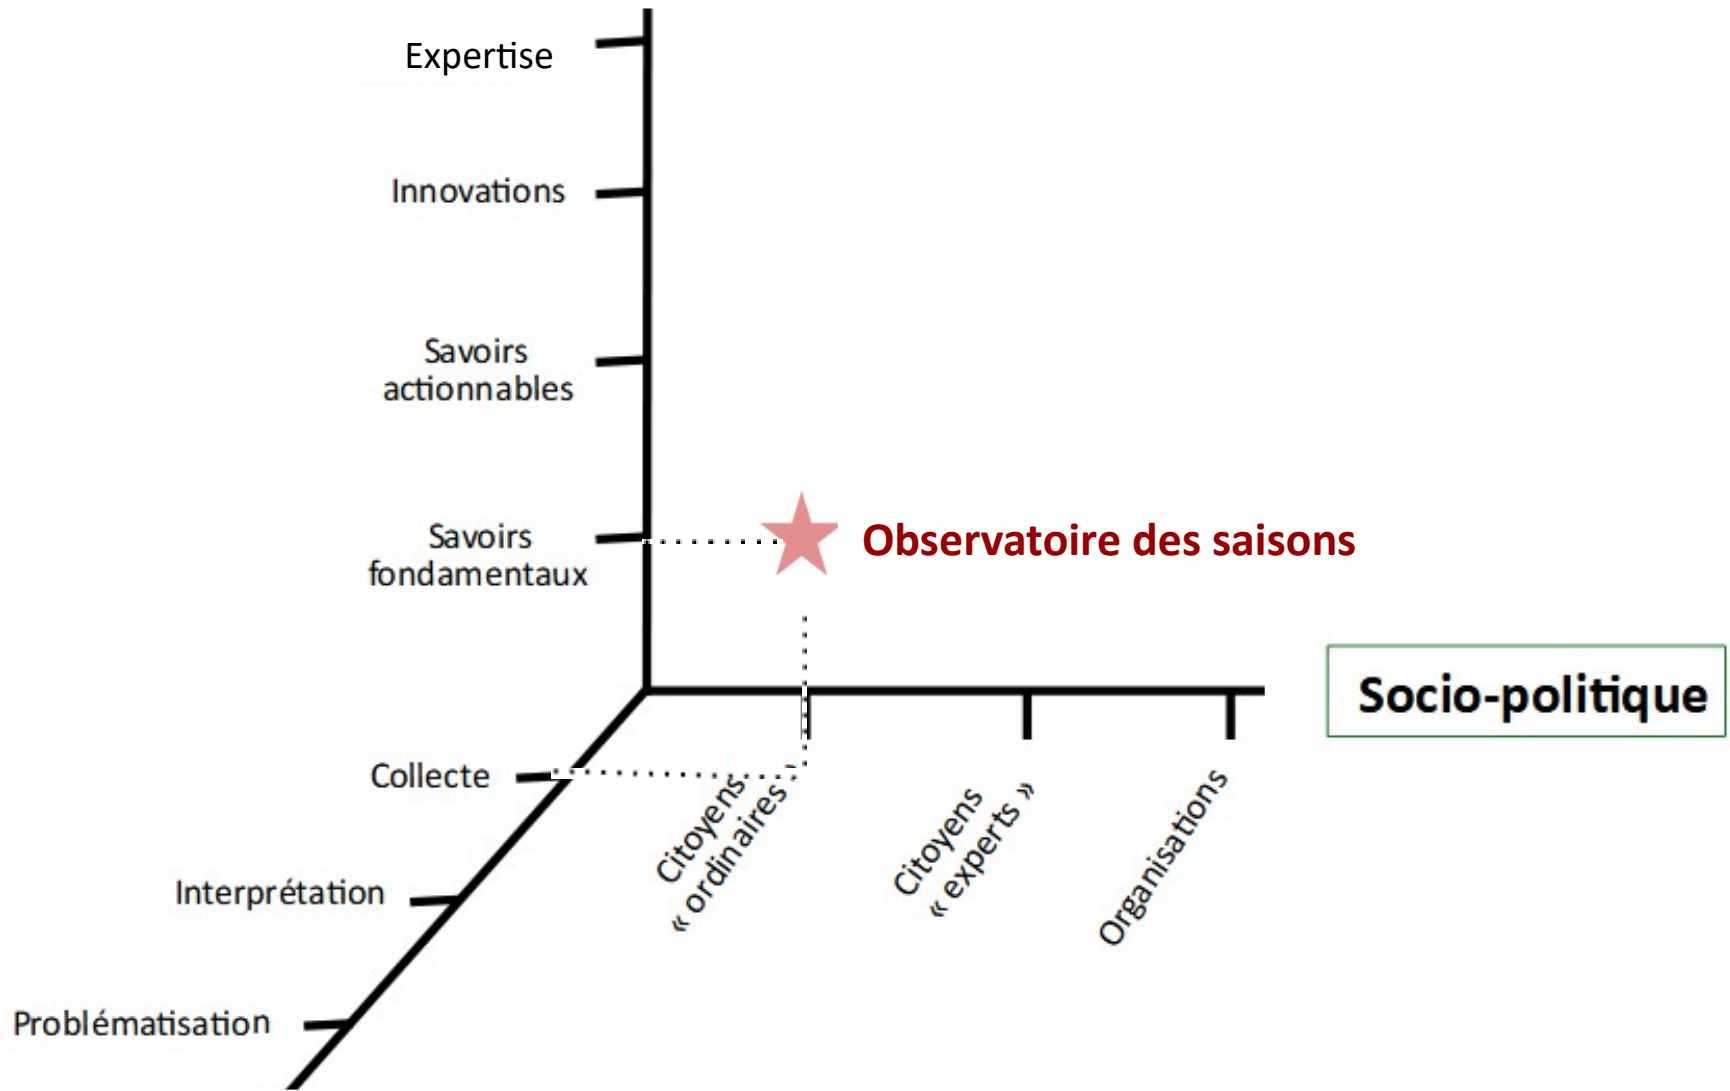 Expertise
Innovations
Savoirs
actionnables
Savoirs
fondamentaux
Observatoire des saisons
Socio-politique
Collecte
Interprétation
Problématisation
Citoyens
« ordinaires »
Citoyens
« experts »
Organisations